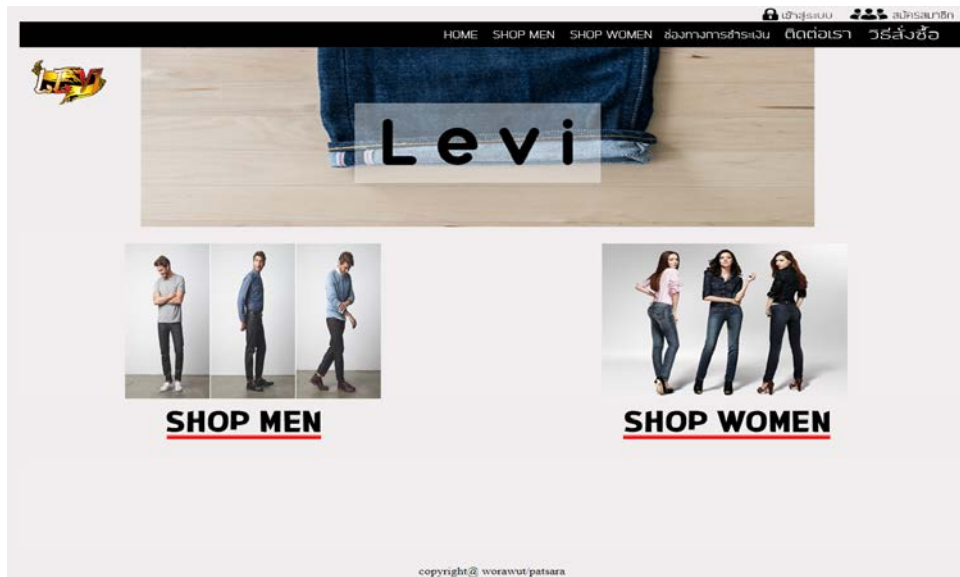 เข้าสู่ระบบ สมัครสมาชิก
HOME SHOP MEN SHOP WOMEN ช่องทางการชำระเงิน ติดต่อเรา วิธีสั่งซื้อ
Levi
SHOP MEN SHOP WOMEN
copyright@ worawut/patsara